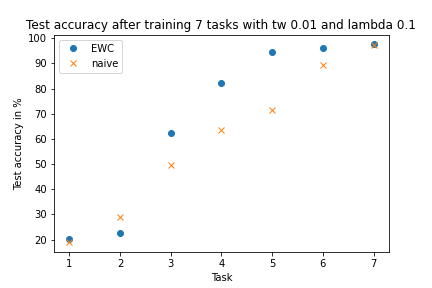 Test accuracy after training 7 tasks with tw 0.01 and lambda 0.1
EWC
naive
Test accuracy in %
100
90
80
70
60
50
40
30
20
1 2 3 4 5 6 7
Task